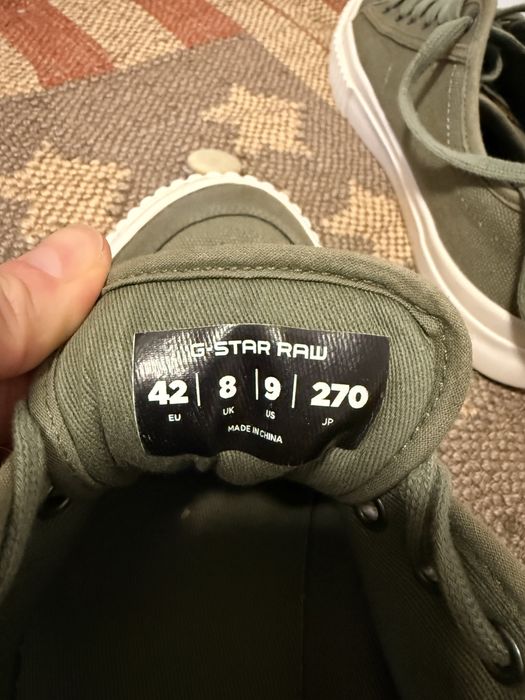 G-STAR RAW
42 | 8 | 9 | 270
EU UK US JP
MADE IN CHINA